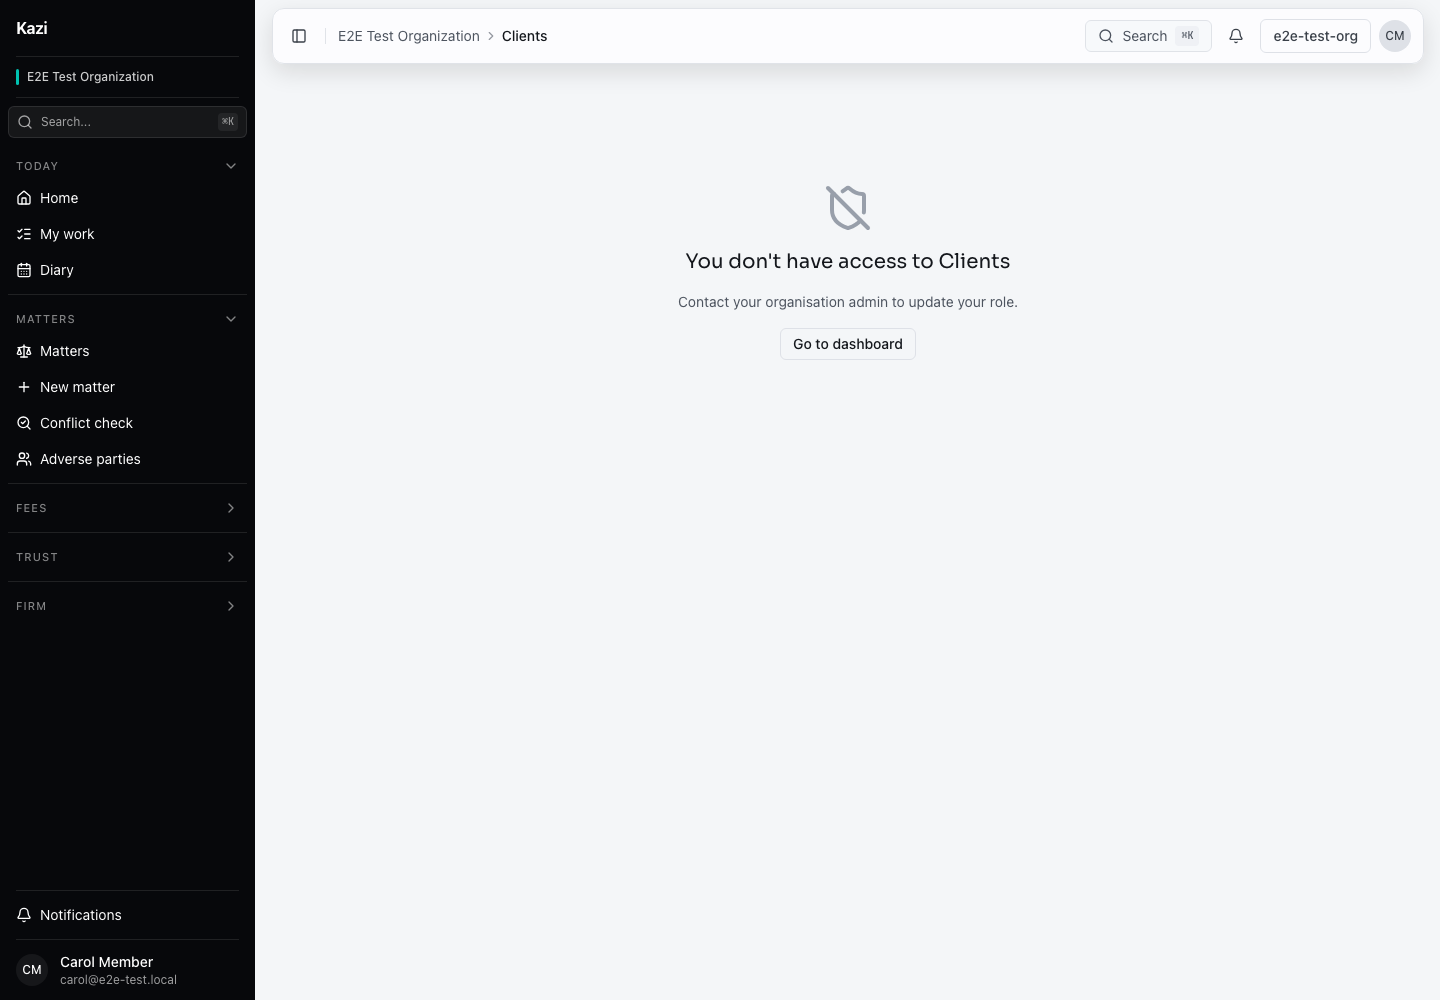 Kazi
E2E Test Organization
Search...
⌘K
TODAY
Home
My work
Diary
MATTERS
Matters
New matter
Conflict check
Adverse parties
FEES
TRUST
FIRM
Notifications
CM
Carol Member
carol@e2e-test.local
E2E Test Organization
Clients
Search
⌘K
e2e-test-org
CM
You don't have access to Clients
Contact your organisation admin to update your role.
Go to dashboard